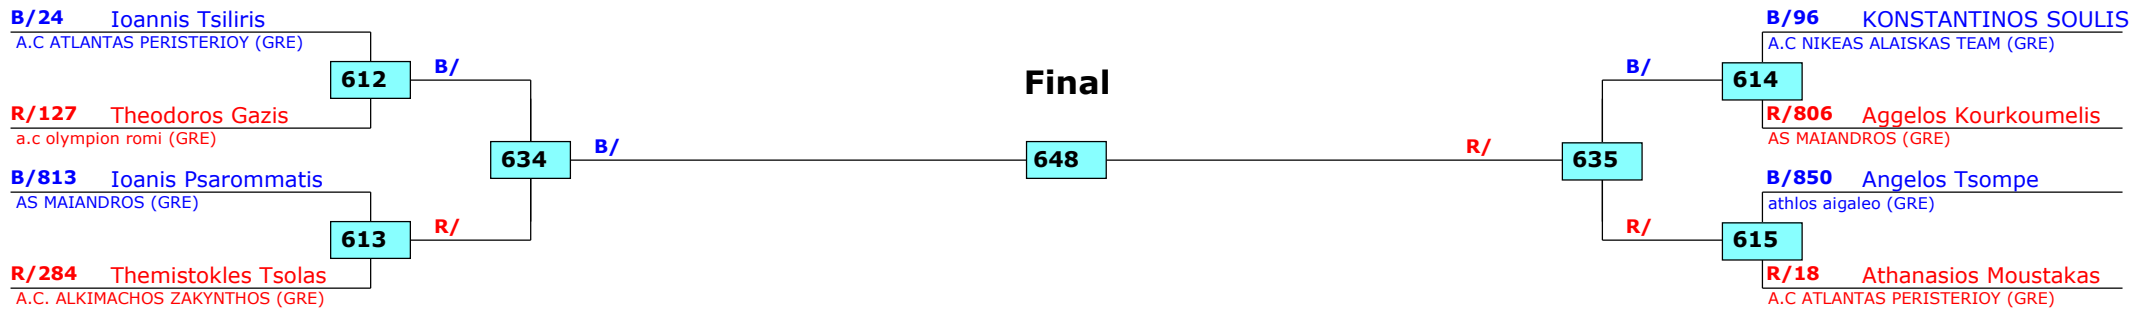 B/24 Ioannis Tsiliris
A.C ATLANTAS PERISTERIOY (GRE)
612
B/
R/127 Theodoros Gazis
a.c olympion romi (GRE)
634
B/
B/813 Ioanis Psarommatis
AS MAIANDROS (GRE)
613
R/
R/284 Themistokles Tsolas
A.C. ALKIMACHOS ZAKYNTHOS (GRE)
Final
648
B/96 KONSTANTINOS SOULIS
A.C NIKEAS ALAISKAS TEAM (GRE)
B/
614
R/806 Aggelos Kourkoumelis
AS MAIANDROS (GRE)
R/
635
B/850 Angelos Tsompe
athlos aigaleo (GRE)
R/
615
R/18 Athanasios Moustakas
A.C ATLANTAS PERISTERIOY (GRE)